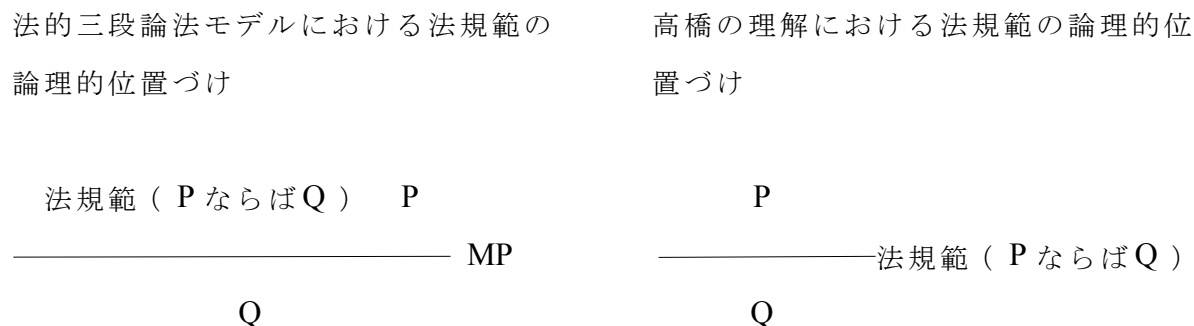 法的三段論法モデルにおける法規範の
論理的位置づけ
法規範（PならばQ） P
MP
Q
高橋の理解における法規範の論理的位
置づけ
P
法規範（PならばQ）
Q